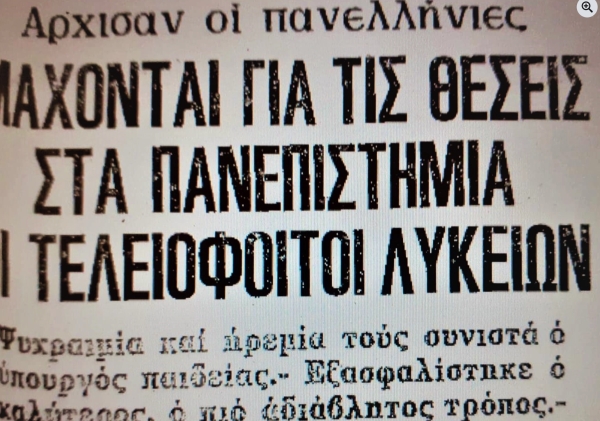 Αρχισαν οἱ πανελλήνιες
ΜΑΧΟΝΤΑΙ ΓΙΑ ΤΙΣ ΘΕΣΕΙΣ
ΣΤΑ ΠΑΝΕΠΙΣΤΗΜΙΑ
Ι ΤΕΛΕΙΟΦΟΙΤΟΙ ΛΥΚΕΙΩΝ
Ψυχραιμία καί ἠρεμία τούς συνιστά ὁ
ὑπουργός παιδείας.- Εξασφαλίστηκε ὁ
καλύτερος, ὁ πιό ἀδιάβλητος τρόπος.-